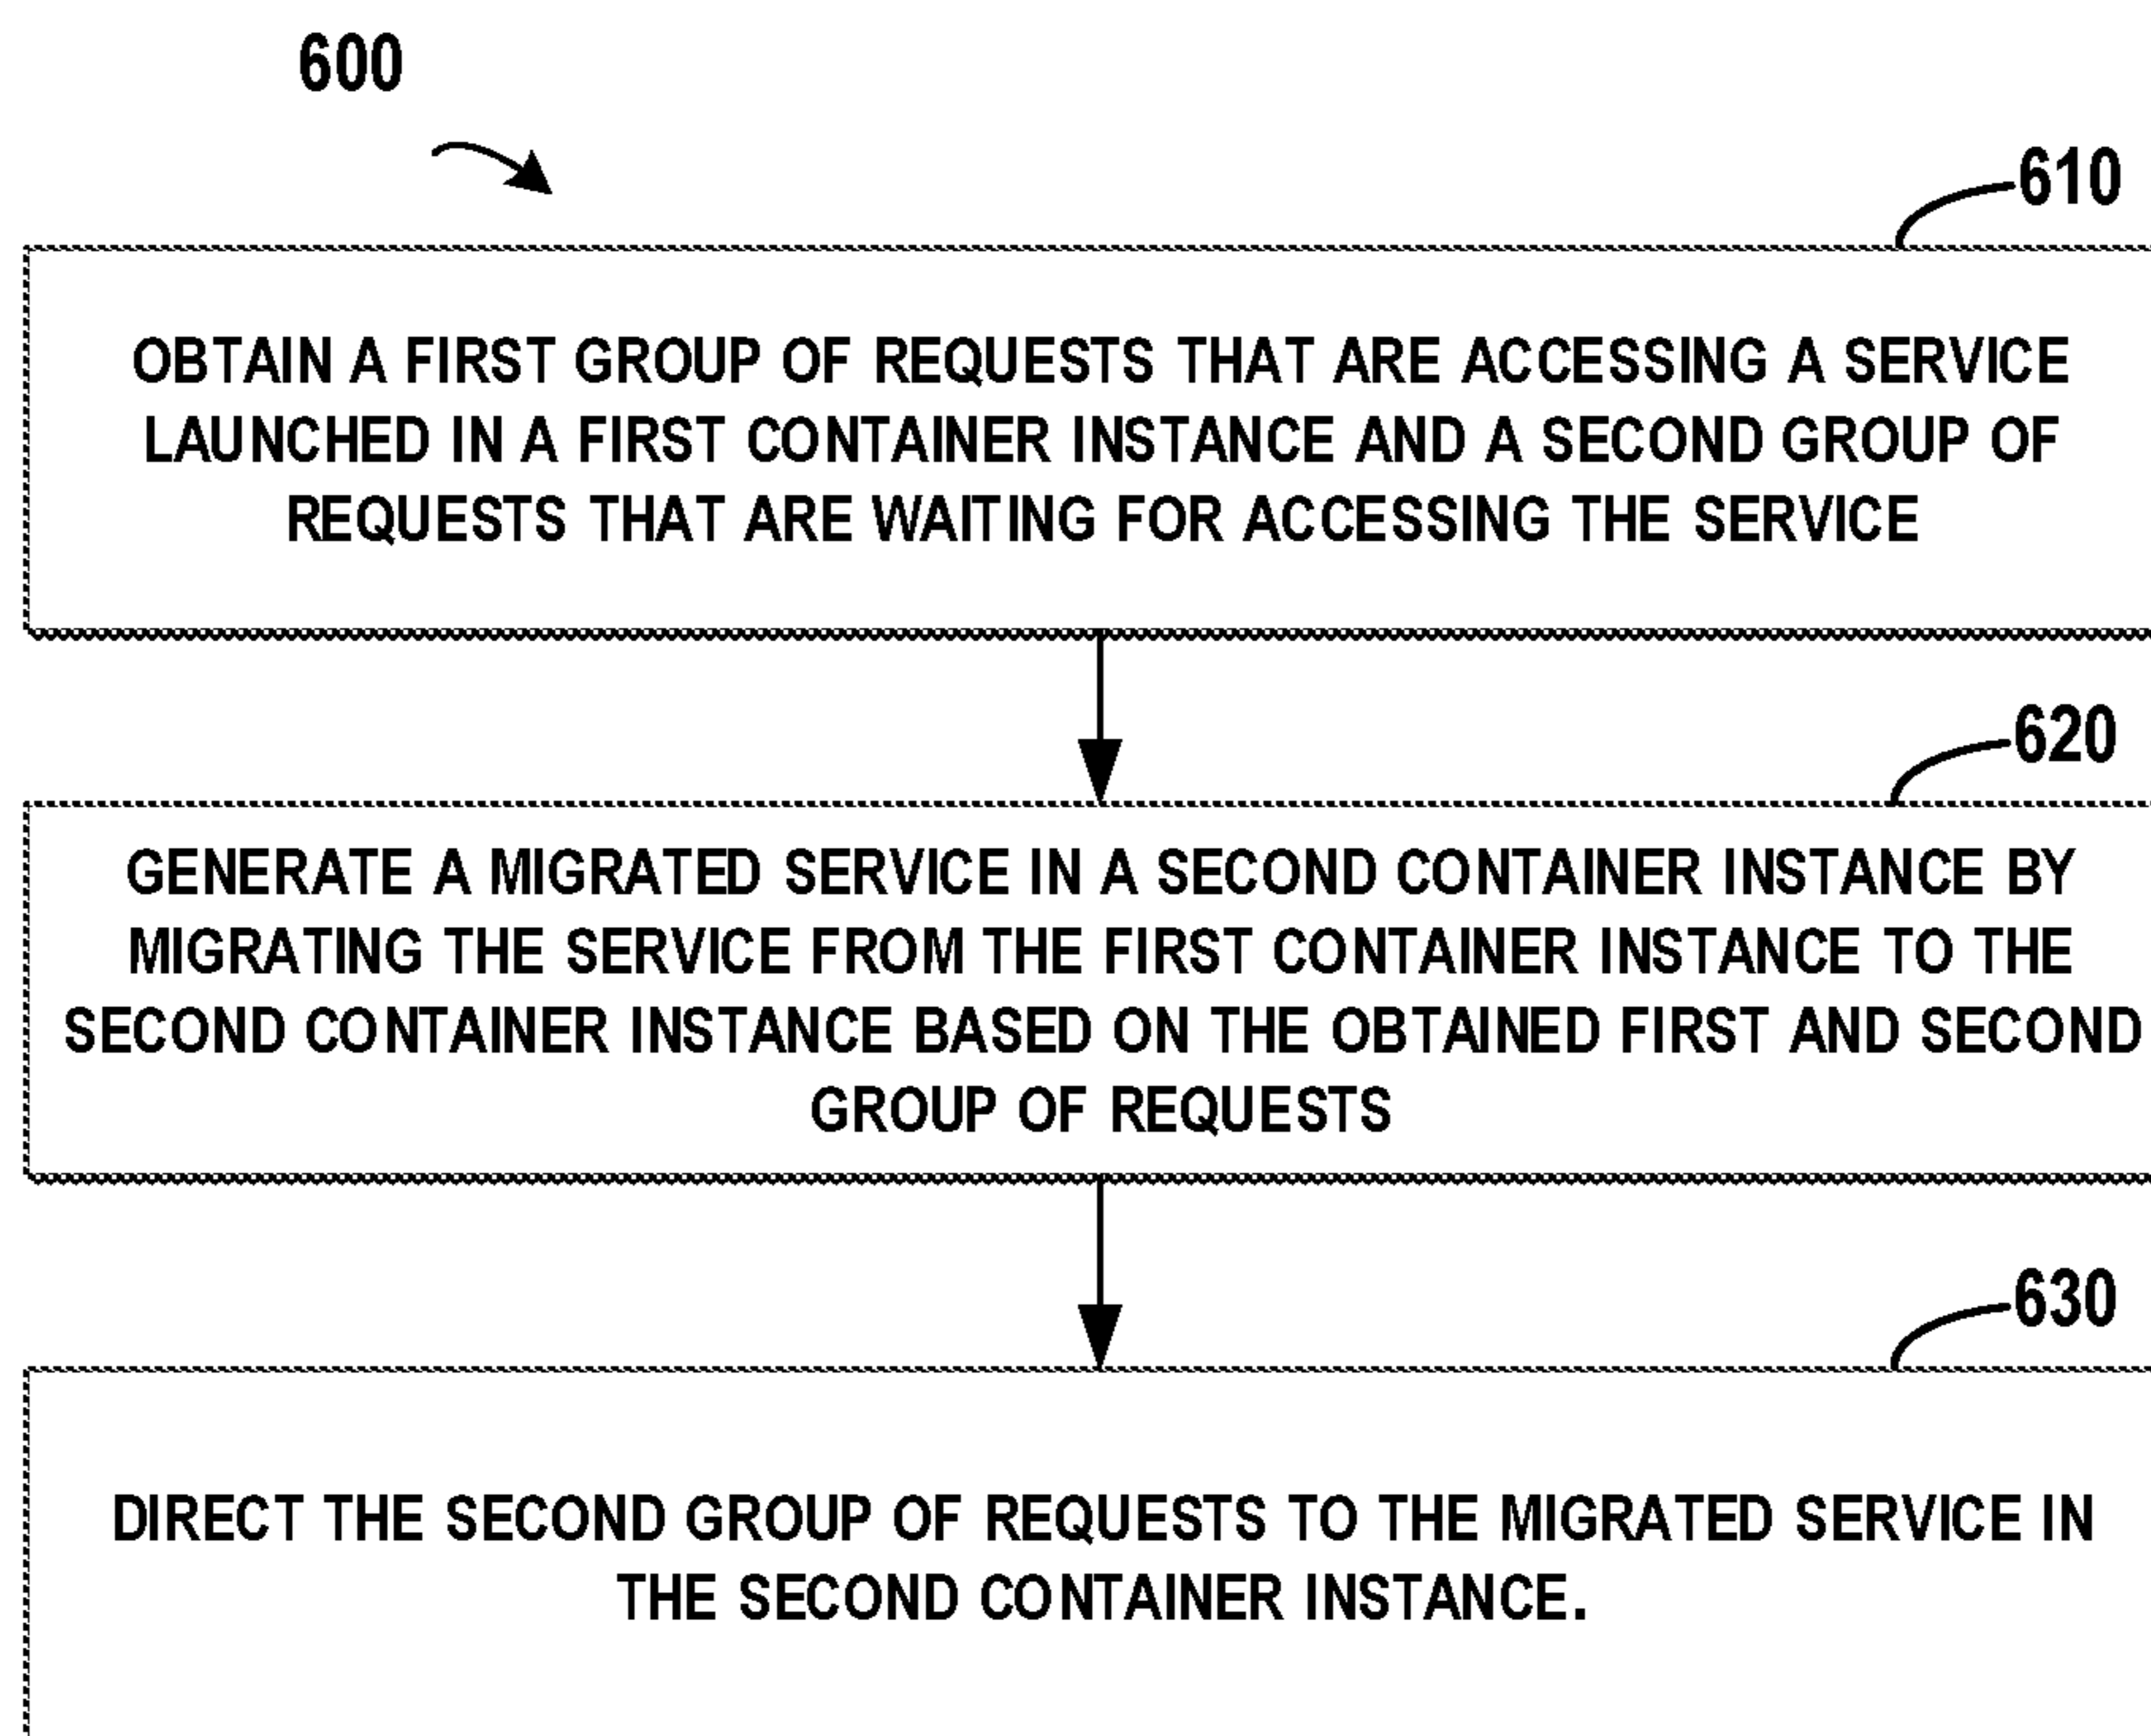 600
610
OBTAIN A FIRST GROUP OF REQUESTS THAT ARE ACCESSING A SERVICE
LAUNCHED IN A FIRST CONTAINER INSTANCE AND A SECOND GROUP OF
REQUESTS THAT ARE WAITING FOR ACCESSING THE SERVICE
620
GENERATE A MIGRATED SERVICE IN A SECOND CONTAINER INSTANCE BY
MIGRATING THE SERVICE FROM THE FIRST CONTAINER INSTANCE TO THE
SECOND CONTAINER INSTANCE BASED ON THE OBTAINED FIRST AND SECOND
GROUP OF REQUESTS
630
DIRECT THE SECOND GROUP OF REQUESTS TO THE MIGRATED SERVICE IN
THE SECOND CONTAINER INSTANCE.